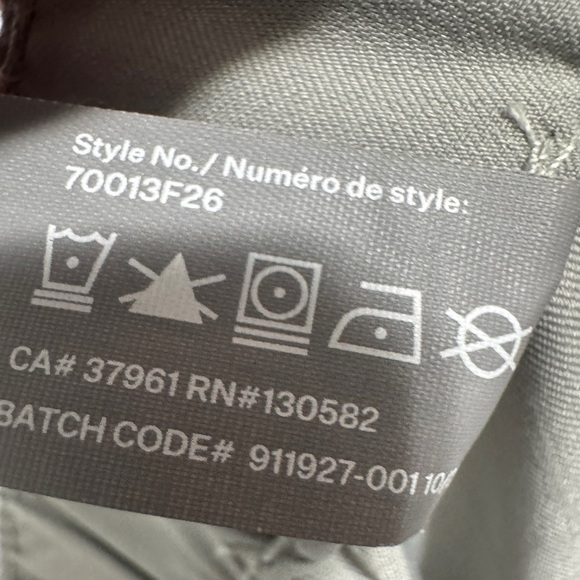 Style No./ Numéro de style:
70013F26
CA# 37961 RN#130582
BATCH CODE# 911927-001